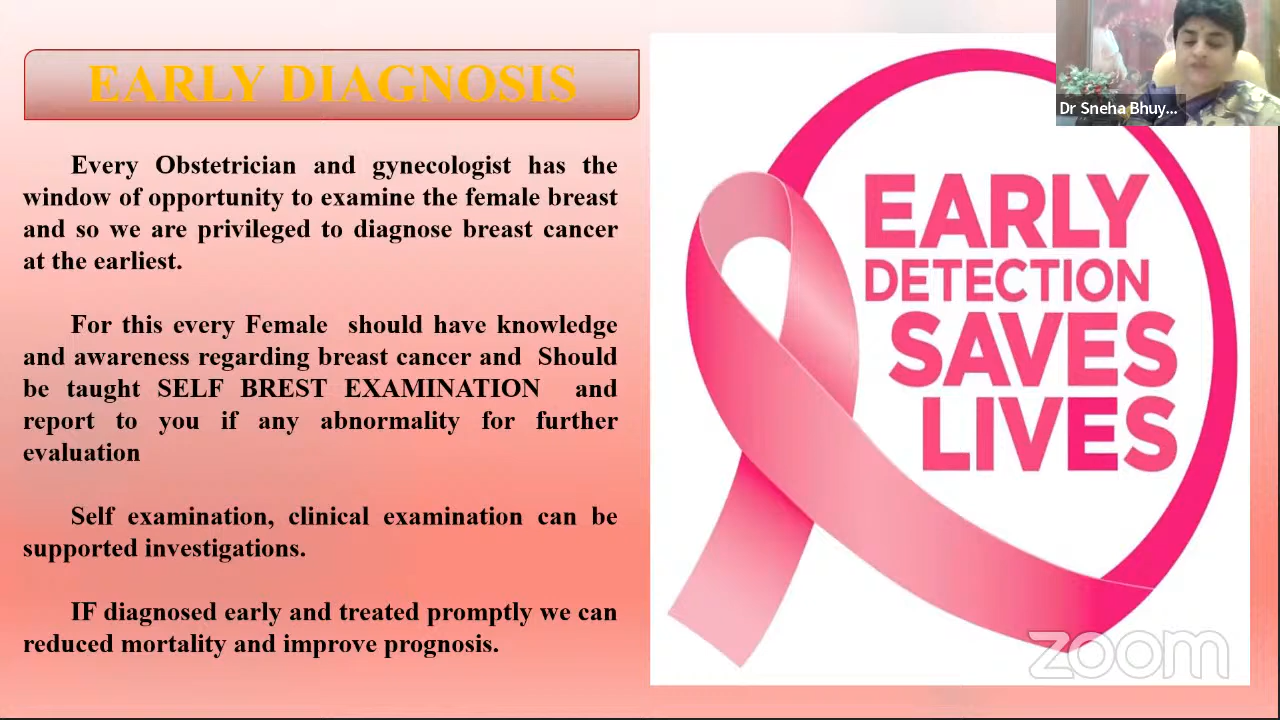 EARLY DIAGNOSIS
Every Obstetrician and gynecologist has the
window of opportunity to examine the female breast
and so we are privileged to diagnose breast cancer
at the earliest.
For this every Female should have knowledge
and awareness regarding breast cancer and Should
be taught SELF BREST EXAMINATION and
report to you if any abnormality for further
evaluation
Self examination, clinical examination can be
supported investigations.
IF diagnosed early and treated promptly we can
reduced mortality and improve prognosis.
EARLY
DETECTION
SAVES
LIVES
Dr Sneha Bhuy...
zoom